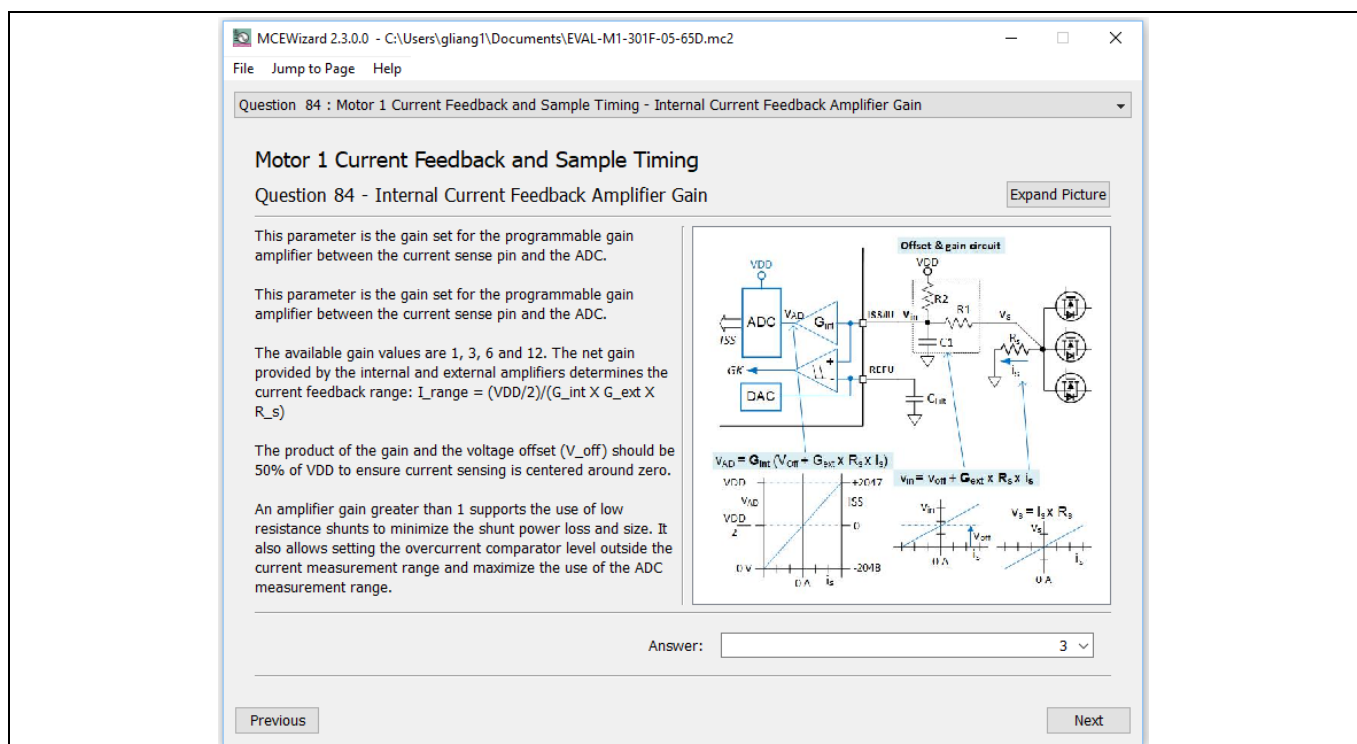 MCEWizard 2.3.0.0 - C:\Users\gliang1\Documents\EVAL-M1-301F-05-65D.mc2
File Jump to Page Help
Question 84 : Motor 1 Current Feedback and Sample Timing - Internal Current Feedback Amplifier Gain
Motor 1 Current Feedback and Sample Timing
Question 84 - Internal Current Feedback Amplifier Gain
Expand Picture
This parameter is the gain set for the programmable gain
amplifier between the current sense pin and the ADC.
This parameter is the gain set for the programmable gain
amplifier between the current sense pin and the ADC.
The available gain values are 1, 3, 6 and 12. The net gain
provided by the internal and external amplifiers determines the
current feedback range: I_range = (VDD/2)/(G_int X G_ext X
R_s)
The product of the gain and the voltage offset (V_off) should be
50% of VDD to ensure current sensing is centered around zero.
An amplifier gain greater than 1 supports the use of low
resistance shunts to minimize the shunt power loss and size. It
also allows setting the overcurrent comparator level outside the
current measurement range and maximize the use of the ADC
measurement range.
Offset & gain circuit
VDD
VDD
R2
R1
ADC
VAD
Gint
ISS/IU
Vin
Vs
Rs
C1
is
ISS
GK
REFU
DAC
VAD = Gint (Voff + Gext x Rs x Is)
vin = voff + Gext x Rs x is
VDD
+2047
VAD
ISS
VDD
2
0
0 V
-2048
0 A
is
Vin
Voff
is
0 A
vs = Is x Rs
Vs
is
0 A
Answer:
3
Previous
Next